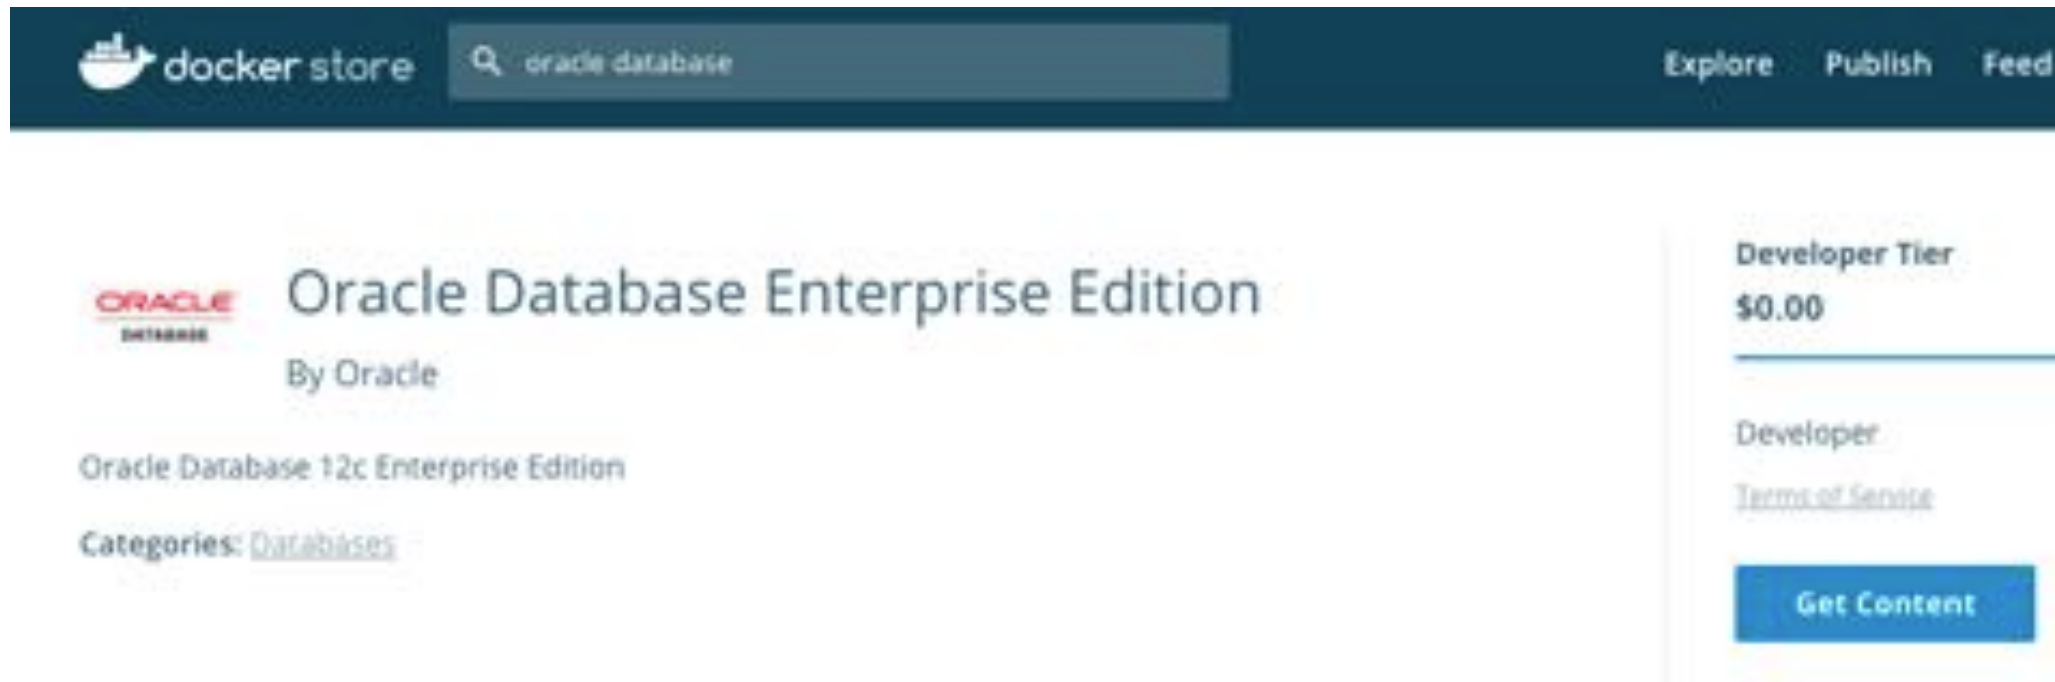 docker store
oracle database
Explore Publish Feed
ORACLE
DATABASE
Oracle Database Enterprise Edition
By Oracle
Oracle Database 12c Enterprise Edition
Categories: Databases
Developer Tier
$0.00
Developer
Terms of Service
Get Content